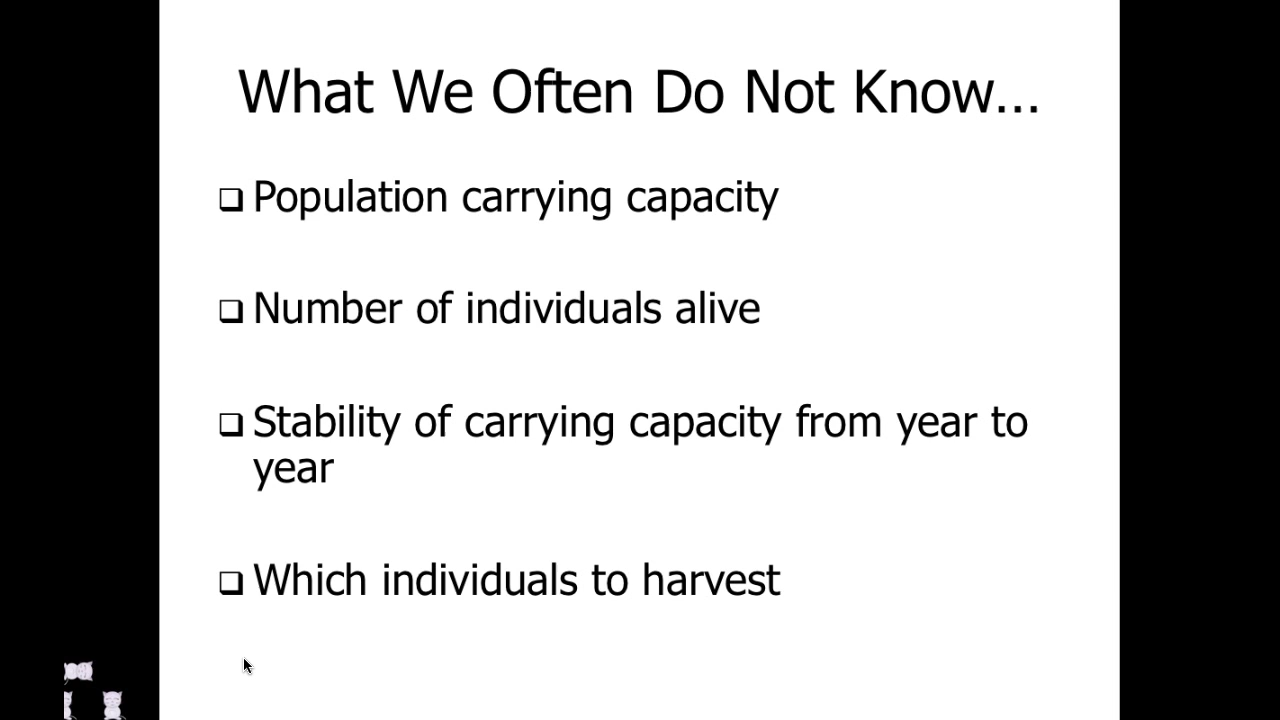 What We Often Do Not Know...
Population carrying capacity
Number of individuals alive
Stability of carrying capacity from year to
year
Which individuals to harvest